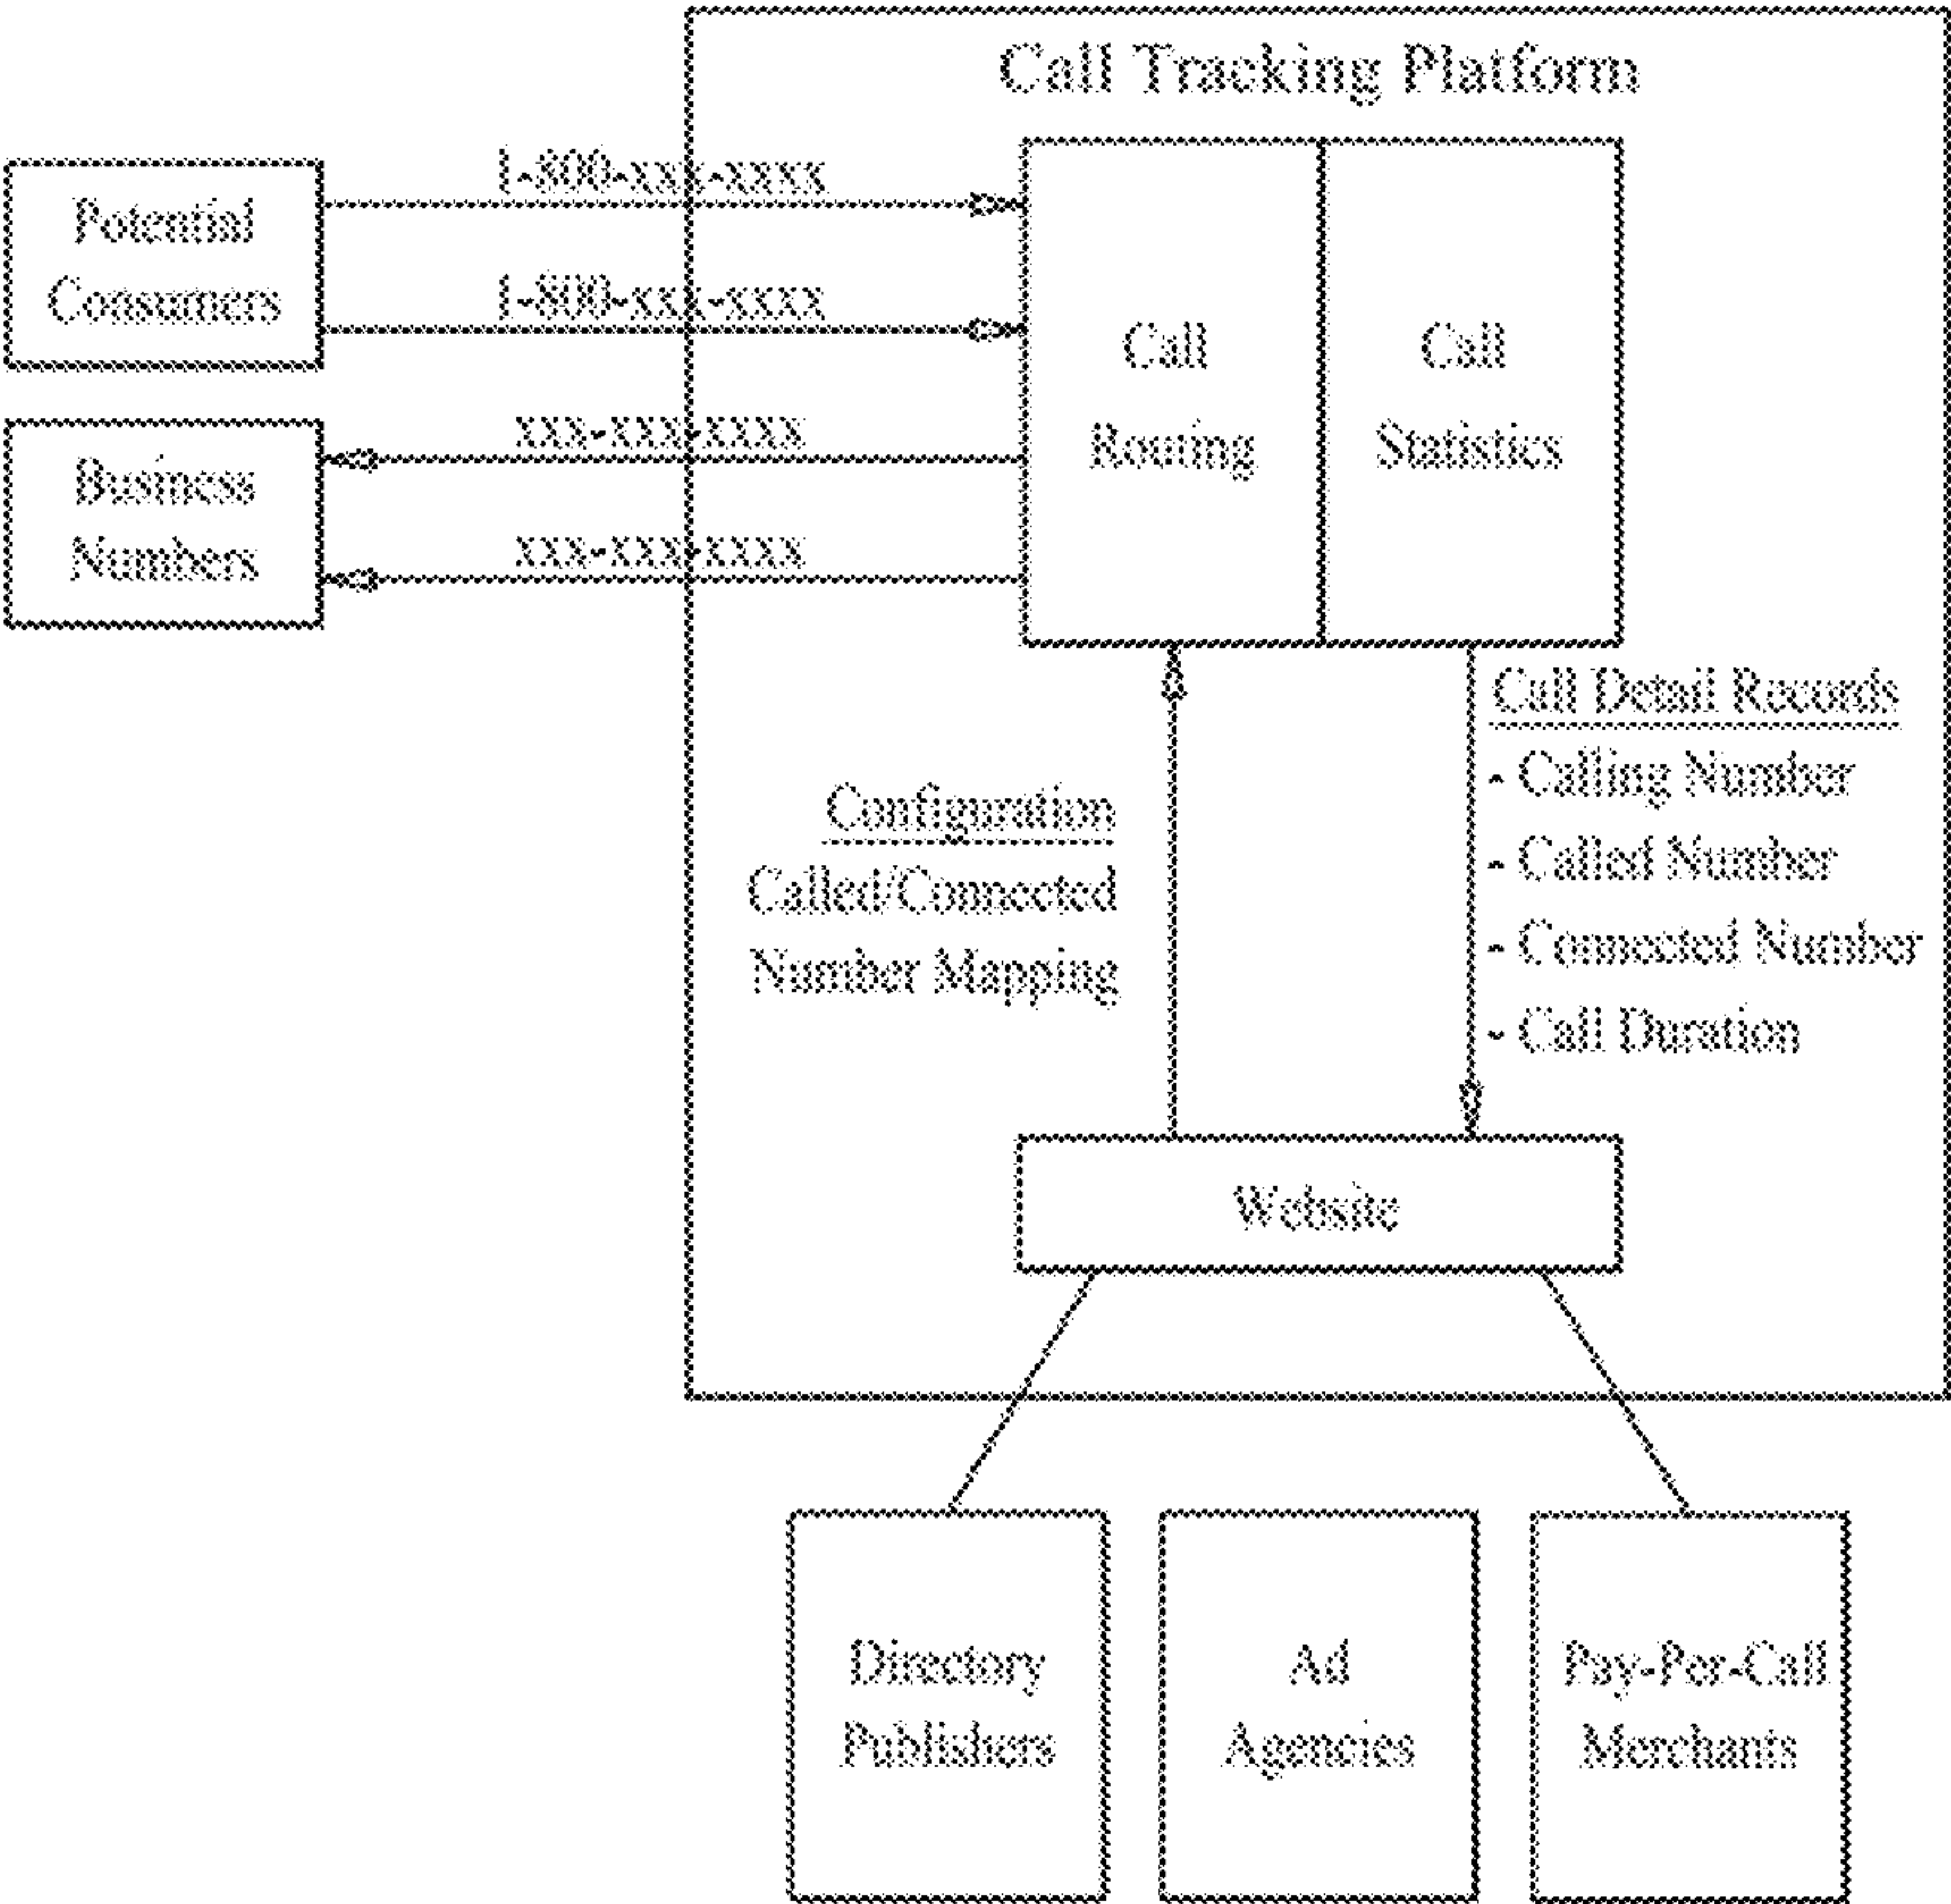 Call Tracking Platform
Potential
Consumers
1-800-xxx-xxxx
1-800-xxx-xxxx
Business
Numbers
xxx-xxx-xxxx
xxx-xxx-xxxx
Call
Routing
Call
Statistics
Configuration
Called/Connected
Number Mapping
Call Detail Records
- Calling Number
- Called Number
- Connected Number
- Call Duration
Website
Directory
Publishers
Ad
Agencies
Pay-Per-Call
Merchants